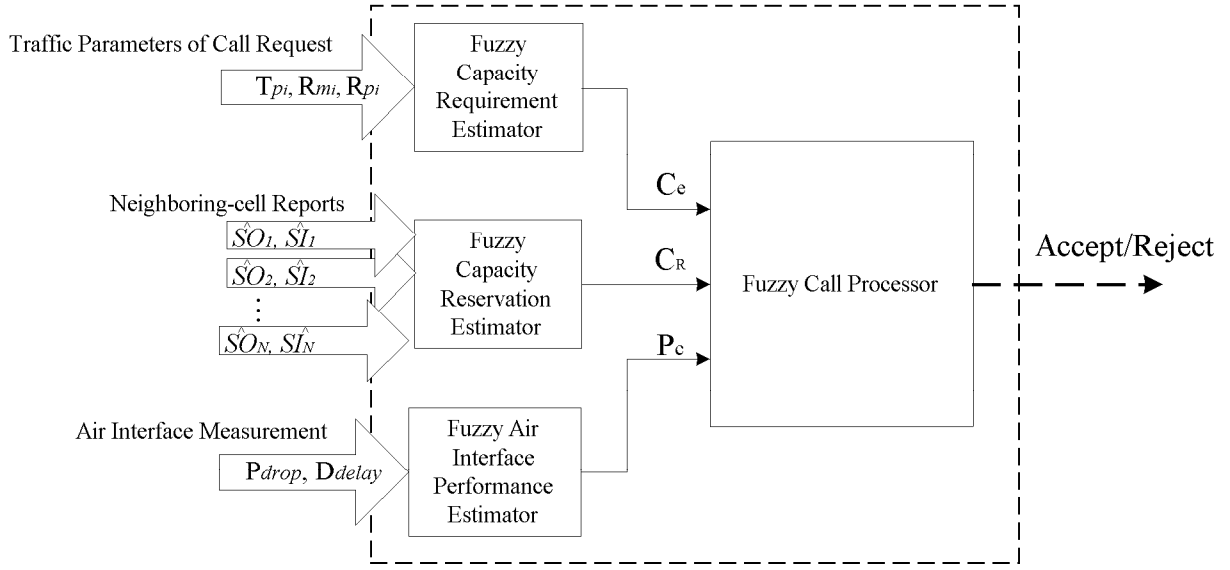 Traffic Parameters of Call Request
Tpi, Rmi, Rpi
Fuzzy
Capacity
Requirement
Estimator
Neighboring-cell Reports
ŜO1, ŜI1
ŜO2, ŜI2
⋮
ŜON, ŜIN
Fuzzy
Capacity
Reservation
Estimator
Air Interface Measurement
Pdrop, Ddelay
Fuzzy Air
Interface
Performance
Estimator
Ce
CR
Pc
Fuzzy Call Processor
Accept/Reject